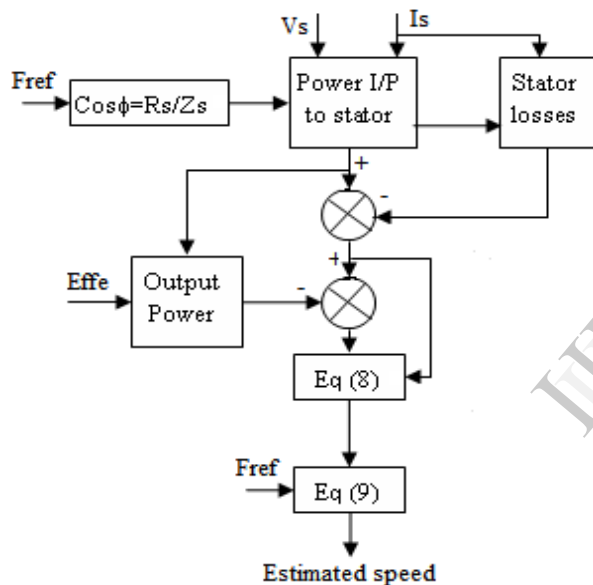 Vs
Is
Fref
Cosϕ=Rs/Zs
Power I/P
to stator
Stator
losses
+
-
+
Effe
Output
Power
-
Eq (8)
Fref
Eq (9)
Estimated speed